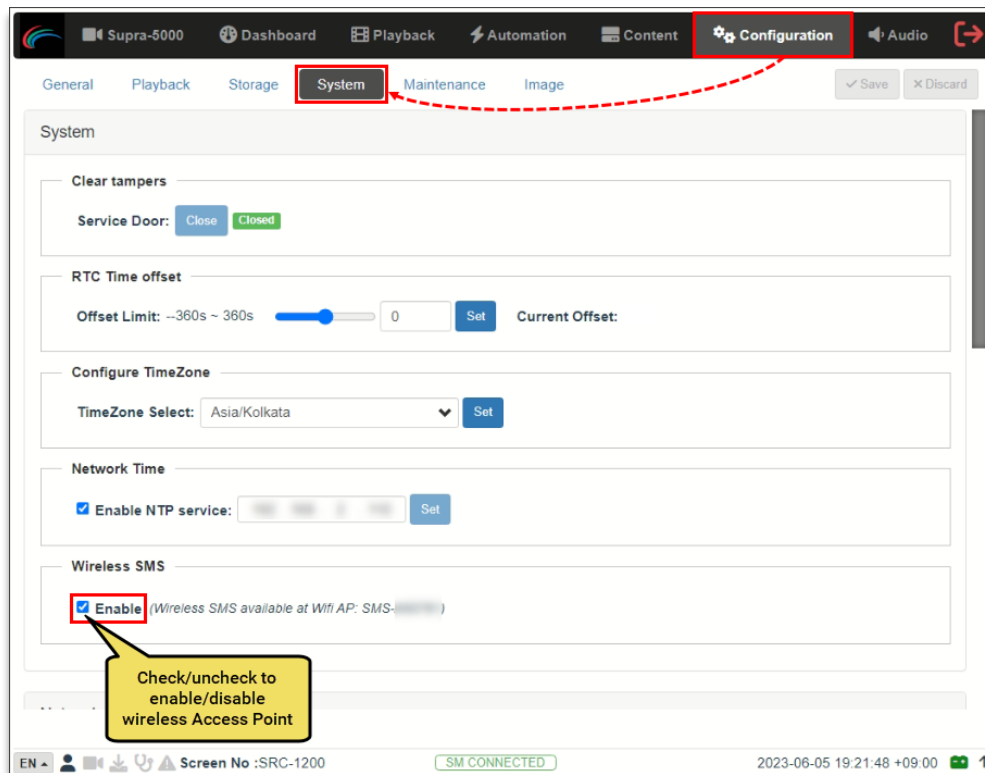 Supra-5000 Dashboard Playback Automation Content Configuration Audio
General Playback Storage System Maintenance Image Save Discard
System
Clear tampers
Service Door: Close Closed
RTC Time offset
Offset Limit: --360s ~ 360s 0 Set Current Offset:
Configure TimeZone
TimeZone Select: Asia/Kolkata Set
Network Time
Enable NTP service: Set
Wireless SMS
Enable (Wireless SMS available at Wifi AP: SMS- )
Check/uncheck to
enable/disable
wireless Access Point
EN Screen No :SRC-1200 SM CONNECTED 2023-06-05 19:21:48 +09:00